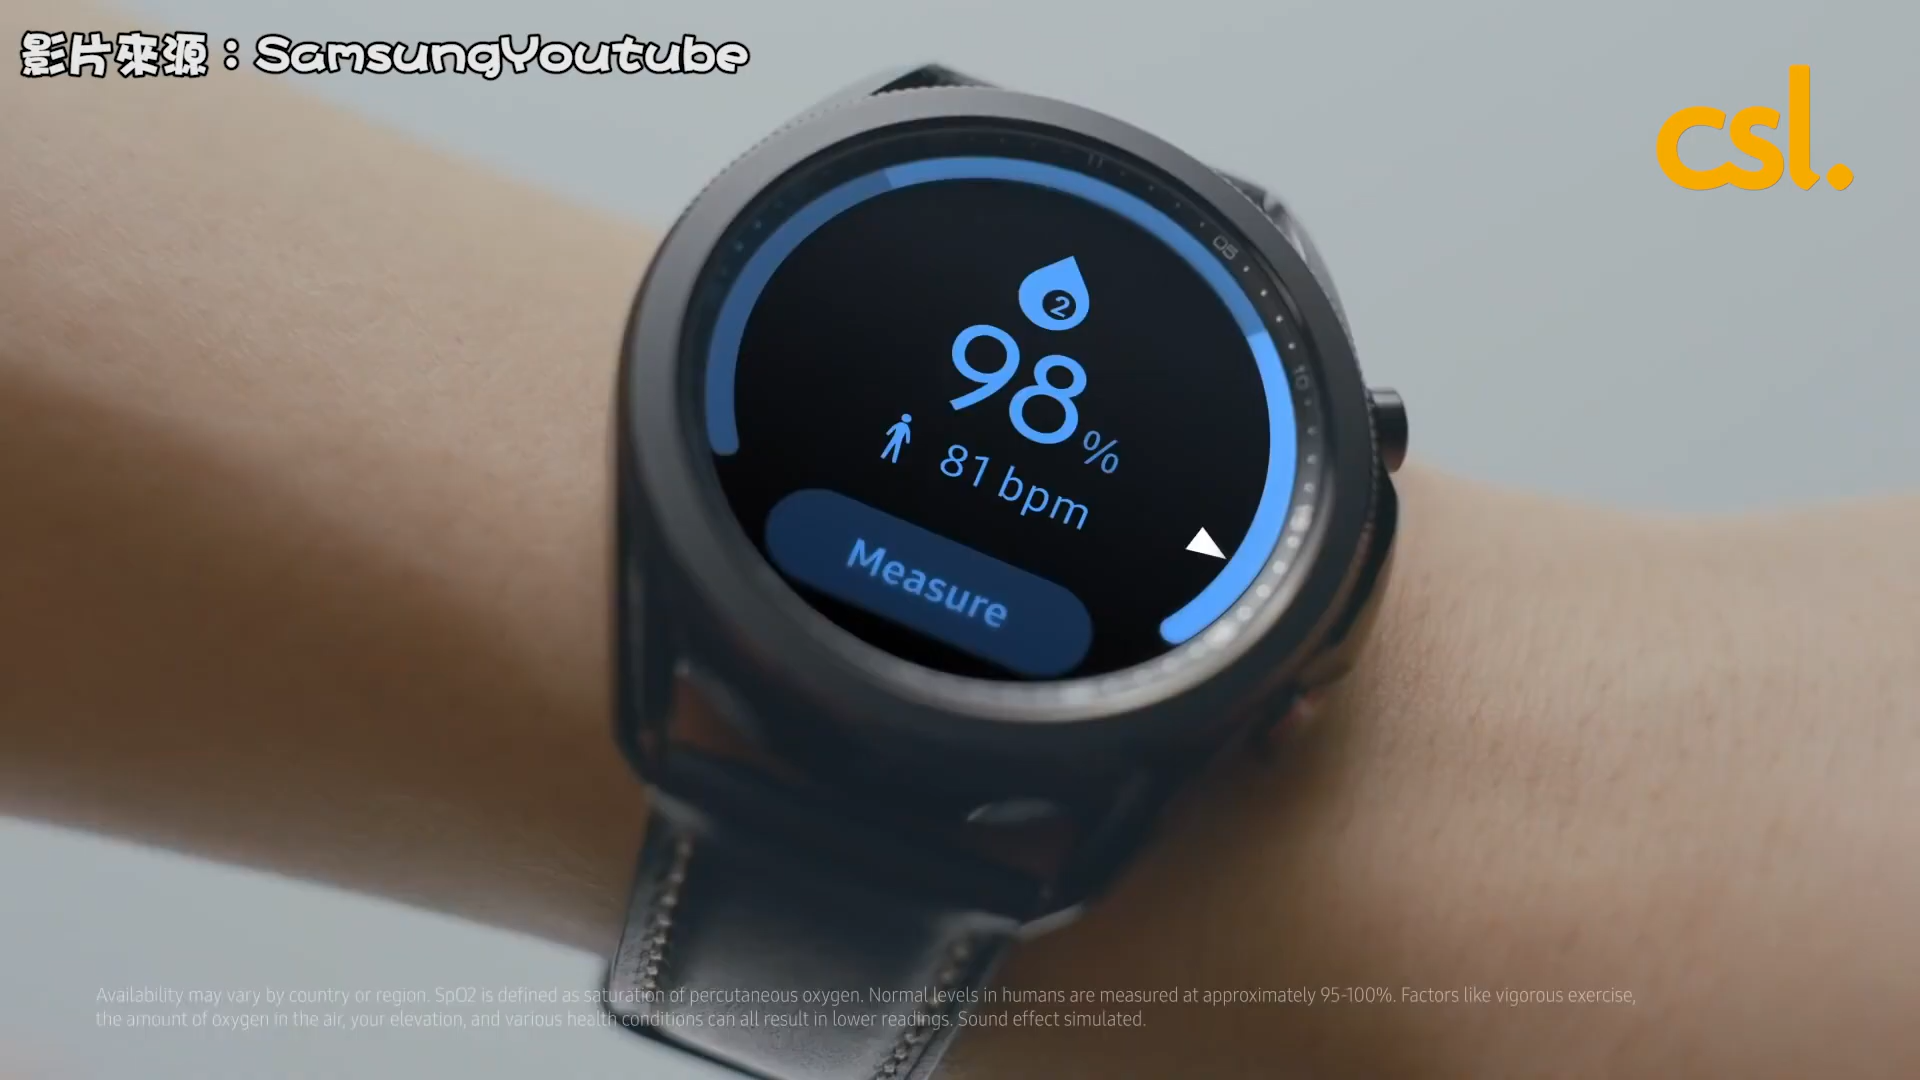 影片來源：SamsungYoutube
csl.
05
10
2
98%
81 bpm
Measure
Availability may vary by country or region. SpO2 is defined as saturation of percutaneous oxygen. Normal levels in humans are measured at approximately 95-100%. Factors like vigorous exercise,
the amount of oxygen in the air, your elevation, and various health conditions can all result in lower readings. Sound effect simulated.